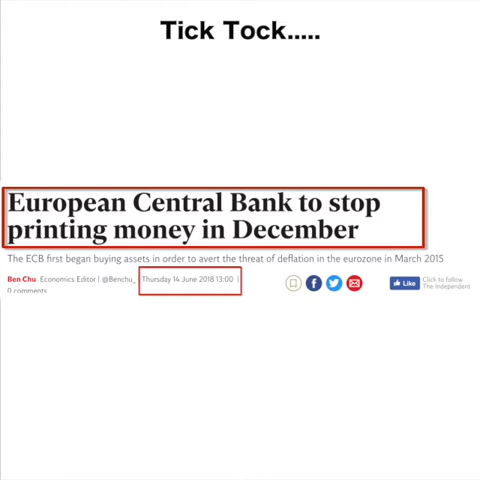 Tick Tock.....
European Central Bank to stop
printing money in December
The ECB first began buying assets in order to avert the threat of deflation in the eurozone in March 2015
Ben Chu Economics Editor | @Benchu_ Thursday 14 June 2018 13:00 |
0 comments
Like
Click to follow
The Independent